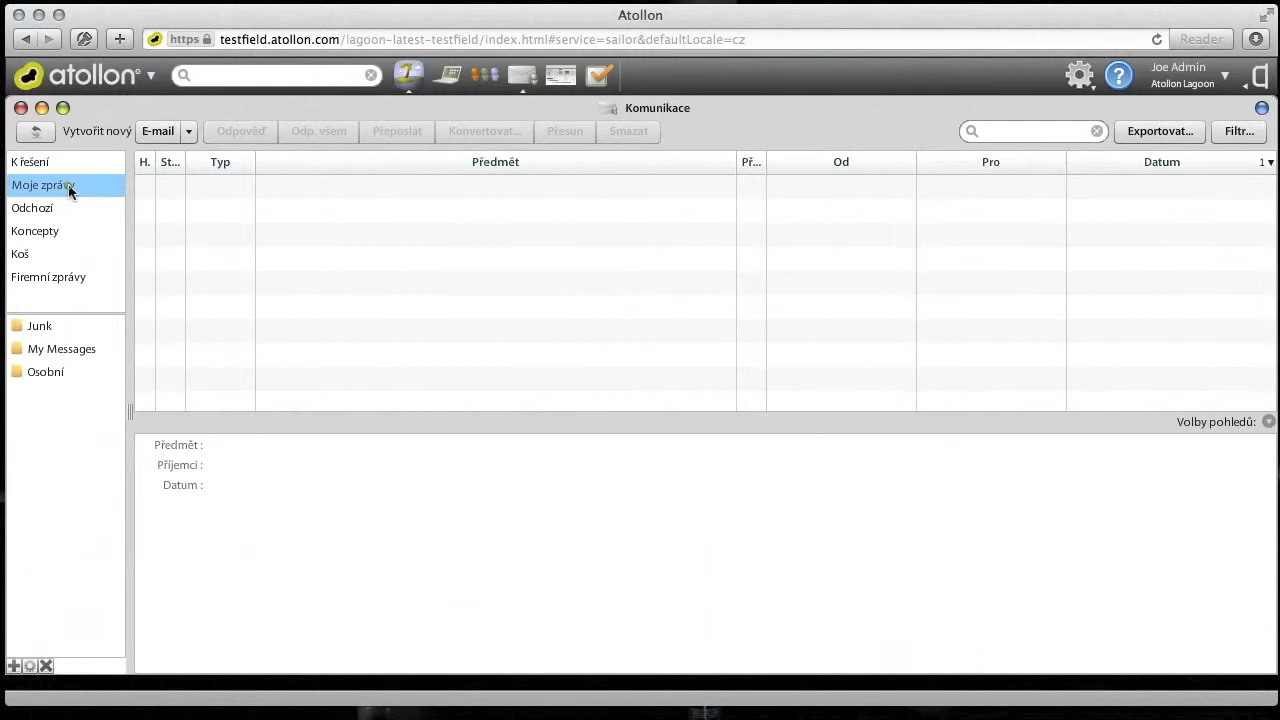 Atollon
https testfield.atollon.com/lagoon-latest-testfield/index.html#service=sailor&defaultLocale=cz Reader
atollon Joe Admin
Atollon Lagoon
Komunikace
Vytvořit nový E-mail Odpověď Odp. všem Přeposlat Konvertovat... Přesun Smazat Exportovat... Filtr...
K řešení H. St... Typ Předmět Př... Od Pro Datum 1
Moje zprávy
Odchozí
Koncepty
Koš
Firemní zprávy
Junk
My Messages
Osobní
Volby pohledů:
Předmět :
Příjemci :
Datum :